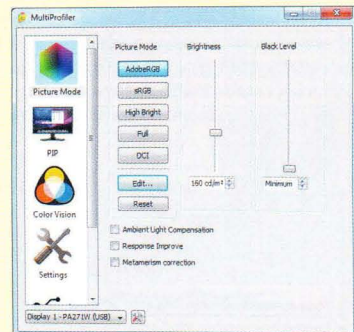 MultiProfiler
Picture Mode
PIP
Color Vision
Settings
Picture Mode
AdobeRGB
sRGB
High Bright
Full
DCI
Edit...
Reset
Brightness
160 cd/m²
Black Level
Minimum
Ambient Light Compensation
Response Improve
Metamerism correction
Display 1 - PA271W (USB)